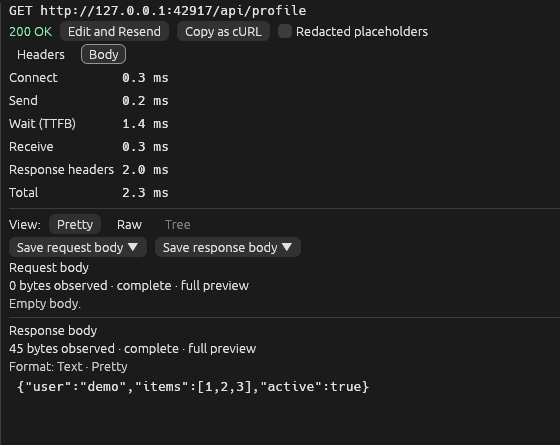 GET http://127.0.0.1:42917/api/profile
200 OK Edit and Resend Copy as cURL Redacted placeholders
Headers Body
Connect 0.3 ms
Send 0.2 ms
Wait (TTFB) 1.4 ms
Receive 0.3 ms
Response headers 2.0 ms
Total 2.3 ms
View: Pretty Raw Tree
Save request body ▼ Save response body ▼
Request body
0 bytes observed · complete · full preview
Empty body.
Response body
45 bytes observed · complete · full preview
Format: Text · Pretty
{"user":"demo","items":[1,2,3],"active":true}